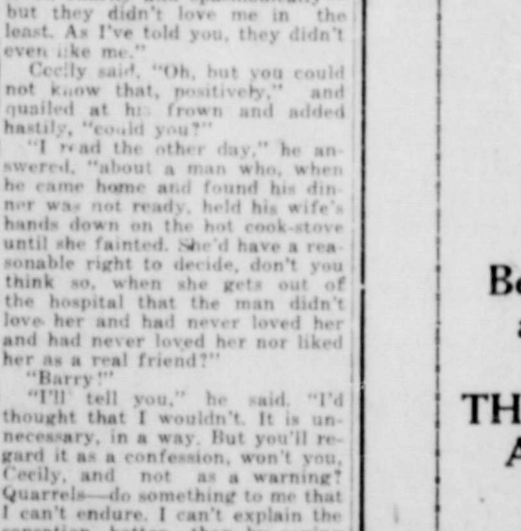 but they didn't love me in the
least. As I've told you, they didn't
even like me."
Cecily said, "Oh, but you could
not know that, positively," and
quailed at his frown and added
hastily, "could you?"
"I read the other day," he an-
swered, "about a man who, when
he came home and found his din-
ner was not ready, held his wife's
hands down on the hot cook-stove
until she fainted. She'd have a rea-
sonable right to decide, don't you
think so, when she gets out of
the hospital that the man didn't
love her and had never loved her
and had never loved her nor liked
her as a real friend?"
"Barry!"
"I'll tell you," he said. "I'd
thought that I wouldn't. It is un-
necessary, in a way. But you'll re-
gard it as a confession, won't you,
Cecily, and not as a warning?
Quarrels—do something to me that
I can't endure. I can't explain the
TH